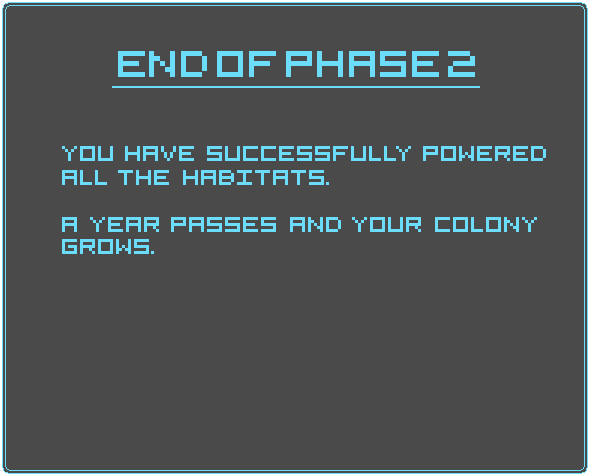 END OF PHASE 2
YOU HAVE SUCCESSFULLY POWERED
ALL THE HABITATS.
A YEAR PASSES AND YOUR COLONY
GROWS.